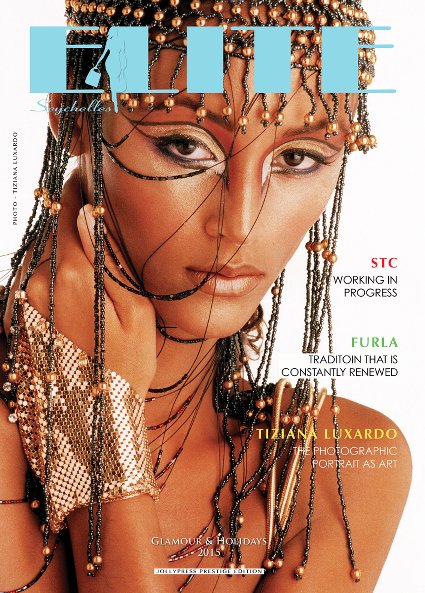 ELITE
Seychelles
PHOTO - TIZIANA LUXARDO
STC
WORKING IN
PROGRESS
FURLA
TRADITOIN THAT IS
CONSTANTLY RENEWED
TIZIANA LUXARDO
THE PHOTOGRAPHIC
PORTRAIT AS ART
GLAMOUR & HOLIDAYS
- 2015 -
JOLLYPRESS PRESTIGE EDITION